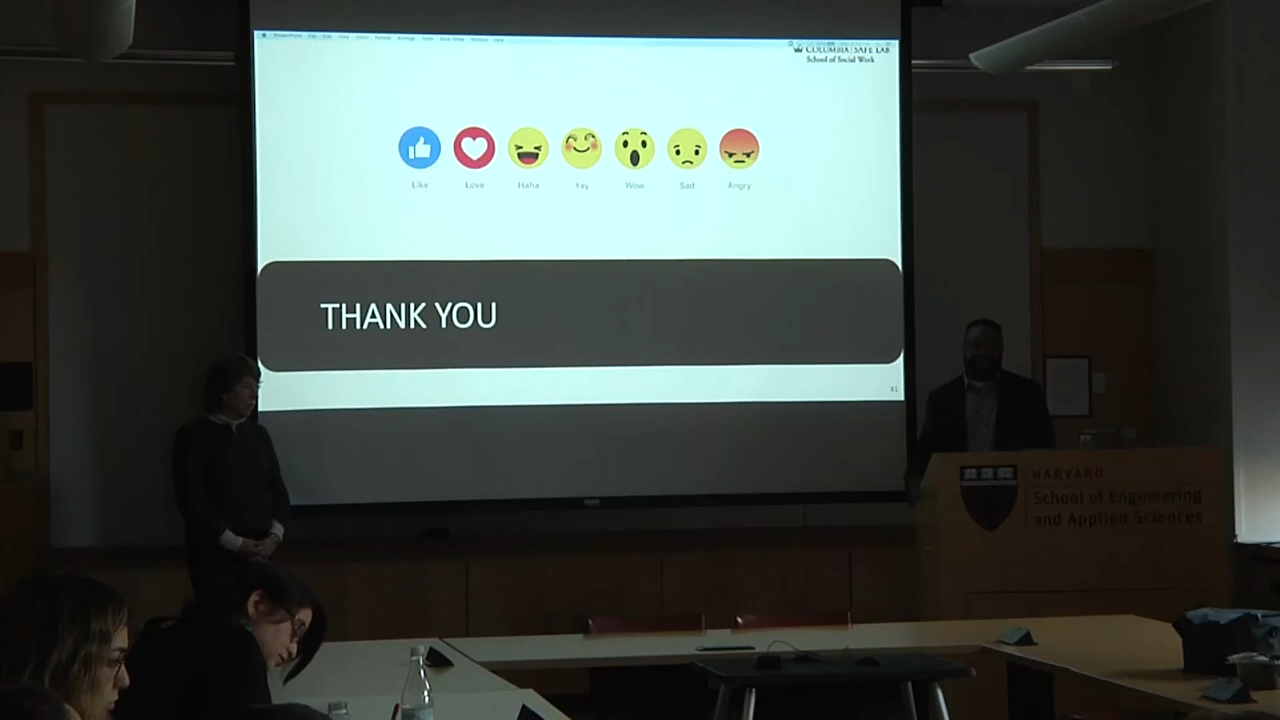 COLUMBIA | SAFE LAB
School of Social Work
Like
Love
Haha
Yay
Wow
Sad
Angry
THANK YOU
41
HARVARD
School of Engineering
and Applied Sciences